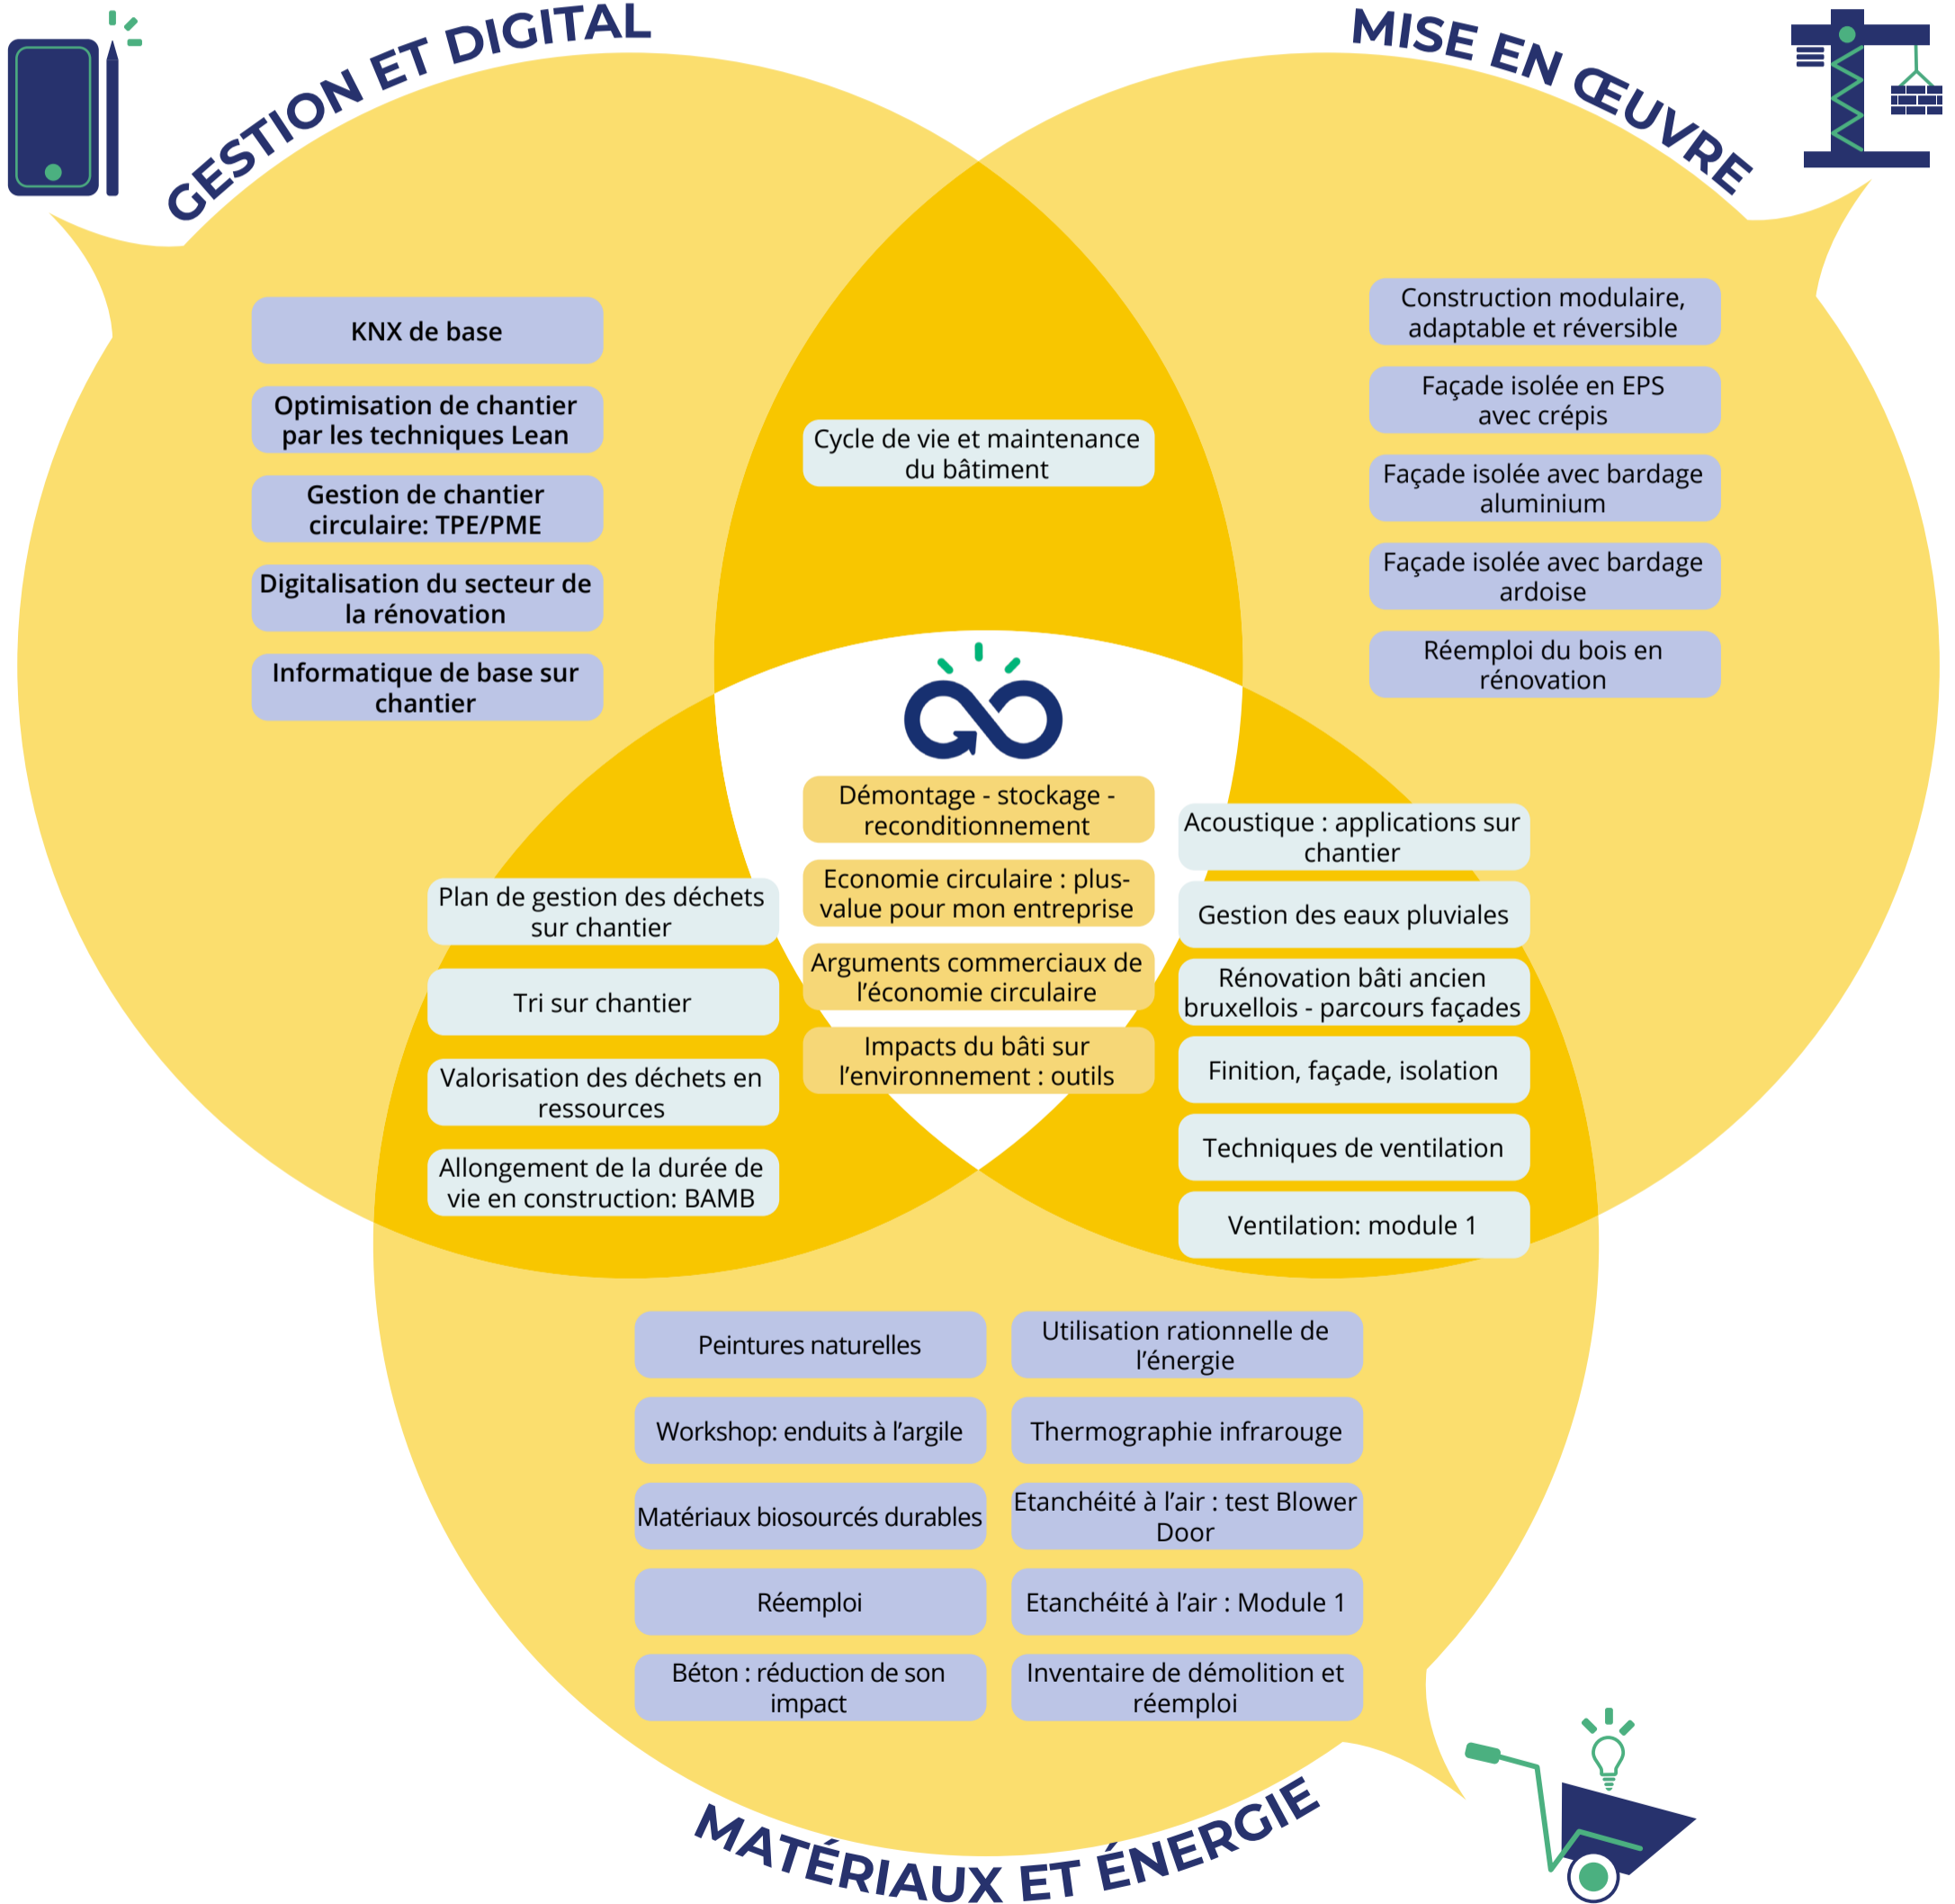 GESTION ET DIGITAL
MISE EN ŒUVRE
KNX de base
Optimisation de chantier
par les techniques Lean
Gestion de chantier
circulaire: TPE/PME
Digitalisation du secteur de
la rénovation
Informatique de base sur
chantier
Cycle de vie et maintenance
du bâtiment
Construction modulaire,
adaptable et réversible
Façade isolée en EPS
avec crépis
Façade isolée avec bardage
aluminium
Façade isolée avec bardage
ardoise
Réemploi du bois en
rénovation
Démontage - stockage -
reconditionnement
Economie circulaire : plus-
value pour mon entreprise
Arguments commerciaux de
l’économie circulaire
Impacts du bâti sur
l’environnement : outils
Plan de gestion des déchets
sur chantier
Tri sur chantier
Valorisation des déchets en
ressources
Allongement de la durée de
vie en construction: BAMB
Acoustique : applications sur
chantier
Gestion des eaux pluviales
Rénovation bâti ancien
bruxellois - parcours façades
Finition, façade, isolation
Techniques de ventilation
Ventilation: module 1
Peintures naturelles
Workshop: enduits à l’argile
Matériaux biosourcés durables
Réemploi
Béton : réduction de son
impact
Utilisation rationnelle de
l’énergie
Thermographie infrarouge
Etanchéité à l’air : test Blower
Door
Etanchéité à l’air : Module 1
Inventaire de démolition et
réemploi
MATÉRIAUX ET ÉNERGIE